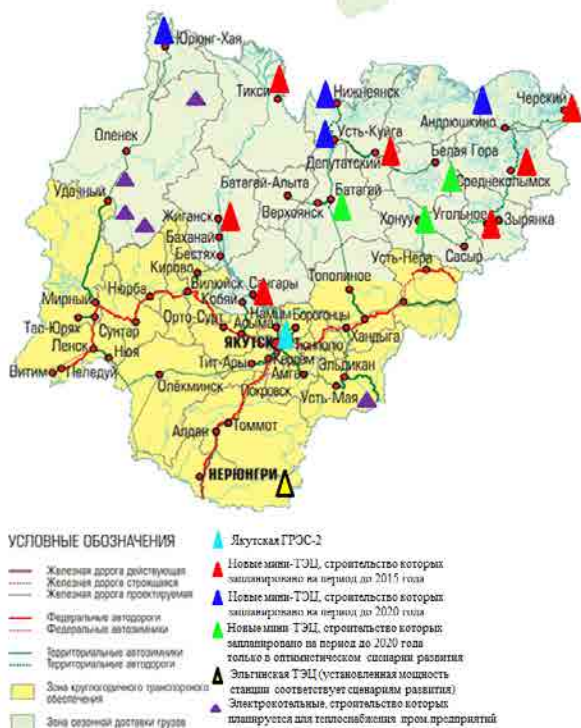 Юрюнг-Хая
Тикси
Нижнеянск
Черский
Андрюшкино
Оленек
Усть-Куйга
Депутатский
Белая Гора
Удачный
Батагай-Алыта
Среднеколымск
Батагай
Верхоянск
Жиганск
Хонуу
Угольное
Зырянка
Баханай
Бестях
Сасыр
Кирово
Усть-Нера
Тополиное
Вилюйск
Сангары
Мирный
Нюрба
Кобяй
Намцы
Борогонцы
Тас-Юрях
Сунтар
Орто-Сурт
Асыма
Хандыга
Ленск
ЯКУТСК
Нюя
Тит-Ары
Эльдикан
Витим
Пеледуй
Олёкминск
Амга
Покровск
Усть-Мая
Томмот
Алдан
НЕРЮНГРИ
УСЛОВНЫЕ ОБОЗНАЧЕНИЯ
Железная дорога действующая
Железная дорога строящаяся
Железная дорога проектируемая
Федеральные автодороги
Федеральные автозимники
Территориальные автозимники
Территориальные автодороги
Зона круглогодичного транспортного
обеспечения
Зона сезонной доставки грузов
Якутская ГРЭС-2
Новые мини-ТЭЦ, строительство которых
запланировано на период до 2015 года
Новые мини-ТЭЦ, строительство которых
запланировано на период до 2020 года
Новые мини-ТЭЦ, строительство которых
запланировано на период до 2020 года
только в оптимистическом сценарии развития
Эльгинская ТЭЦ (установленная мощность
станции соответствует сценариям развития)
Электрокотельные, строительство которых
планируется для теплоснабжения пром.предприятий